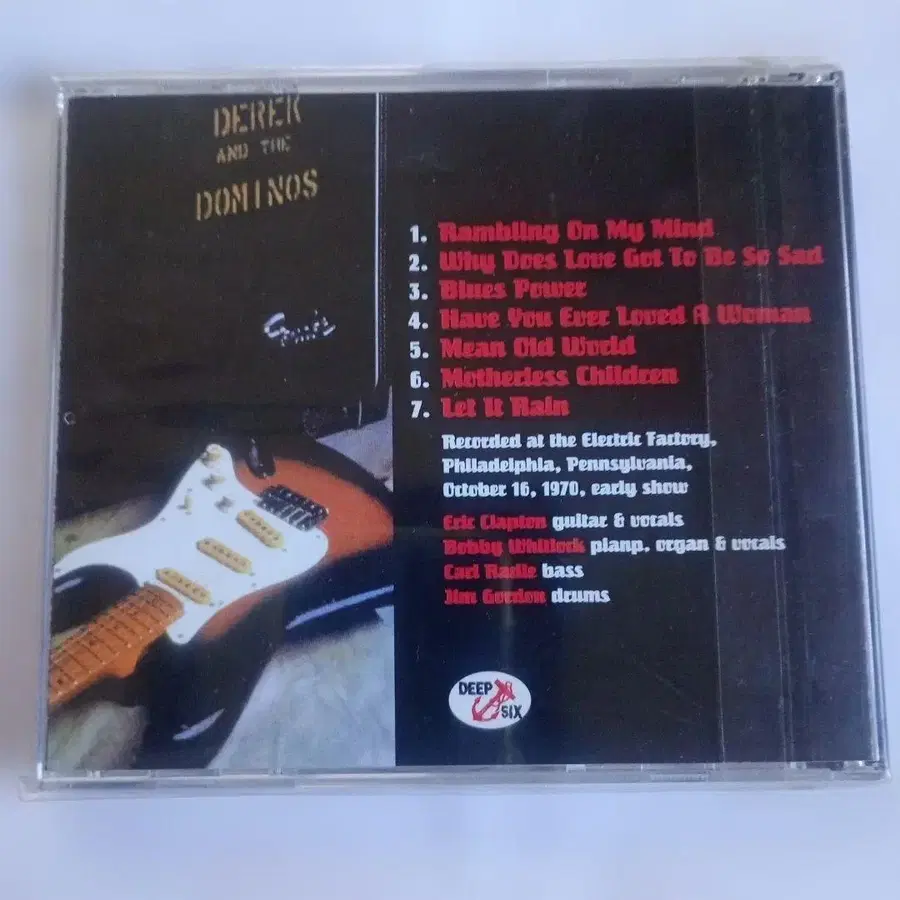 DEREK
AND THE
DOMINOS
1. Rambling On My Mind
2. Why Does Love Got To Be So Sad
3. Blues Power
4. Have You Ever Loved A Woman
5. Mean Old World
6. Motherless Children
7. Let It Rain
Recorded at the Electric Factory,
Philadelphia, Pennsylvania,
October 16, 1970, early show
Eric Clapton guitar & vocals
Bobby Whitlock pianp, organ & vocals
Carl Radle bass
Jim Gordon drums
DEEP
SIX